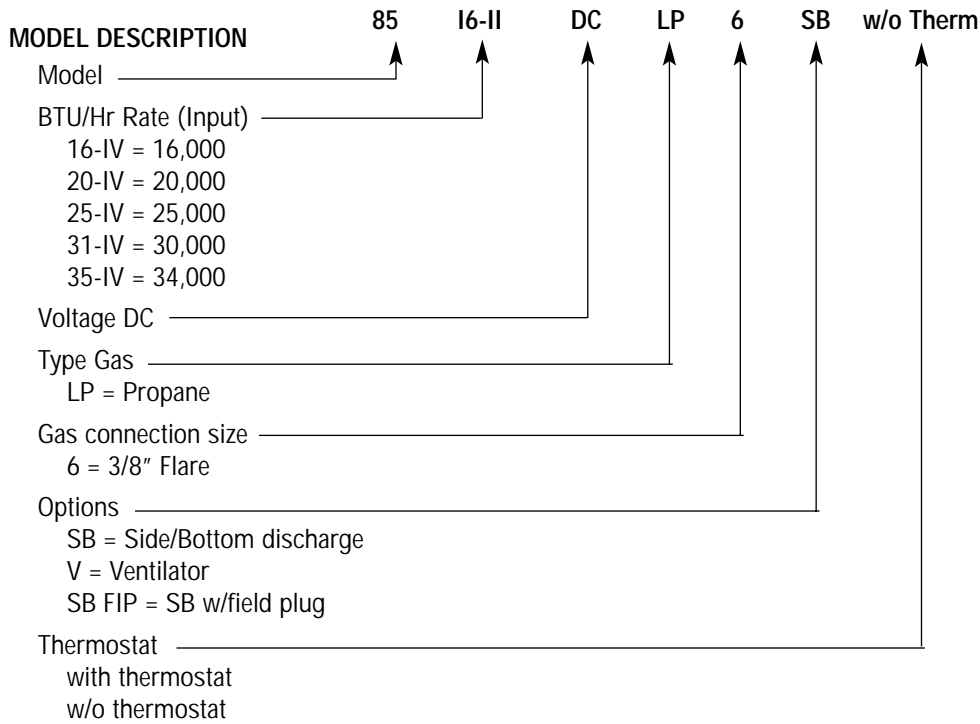 85 I6-II DC LP 6 SB w/o Therm
MODEL DESCRIPTION
Model
BTU/Hr Rate (Input)
16-IV = 16,000
20-IV = 20,000
25-IV = 25,000
31-IV = 30,000
35-IV = 34,000
Voltage DC
Type Gas
LP = Propane
Gas connection size
6 = 3/8″ Flare
Options
SB = Side/Bottom discharge
V = Ventilator
SB FIP = SB w/field plug
Thermostat
with thermostat
w/o thermostat